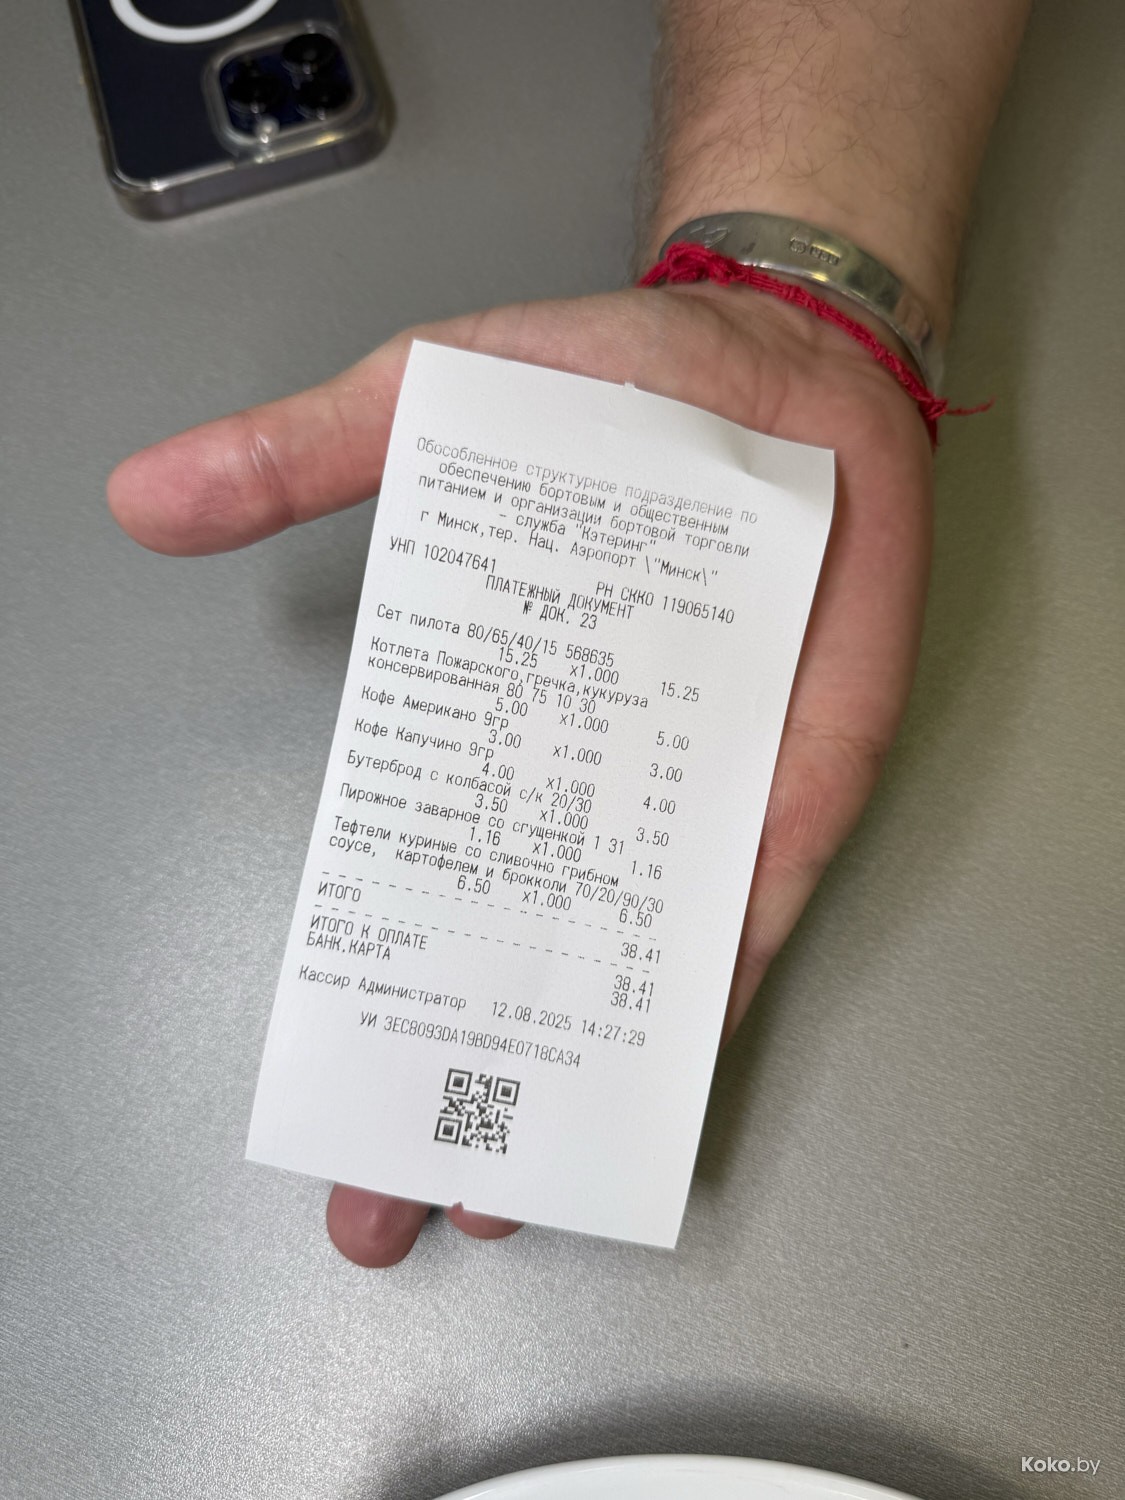 Обособленное структурное подразделение по
обеспечению бортовым и общественным
питанием и организации бортовой торговли
- служба "Кэтеринг"
г Минск,тер. Нац. Аэропорт \"Минск\"
УНП 102047641 РН СККО 119065140
ПЛАТЕЖНЫЙ ДОКУМЕНТ
№ ДОК. 23
Сет пилота 80/65/40/15 568635
15.25 x1.000 15.25
Котлета Пожарского,гречка,кукуруза
консервированная 80 75 10 30
5.00 x1.000 5.00
Кофе Американо 9гр
3.00 x1.000 3.00
Кофе Капучино 9гр
4.00 x1.000 4.00
Бутерброд с колбасой с/к 20/30
3.50 x1.000 3.50
Пирожное заварное со сгущенкой 1 31
1.16 x1.000 1.16
Тефтели куриные со сливочно грибном
соусе, картофелем и брокколи 70/20/90/30
6.50 x1.000 6.50
ИТОГО 38.41
ИТОГО К ОПЛАТЕ 38.41
БАНК.КАРТА 38.41
Кассир Администратор 12.08.2025 14:27:29
УИ 3EC8093DA19BD94E0718CA34
Koko.by